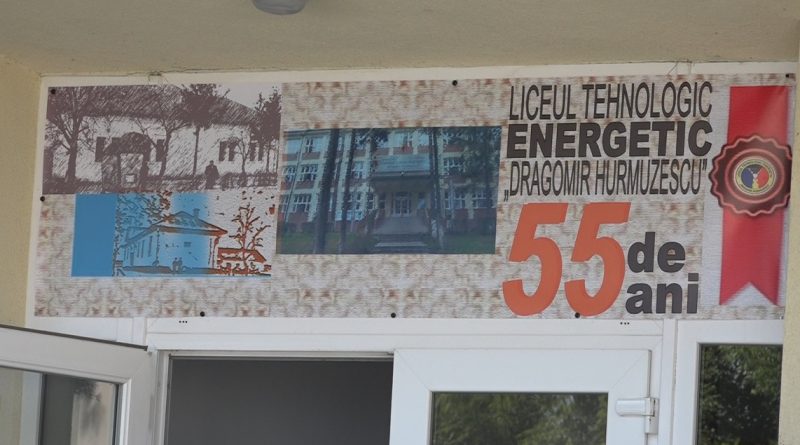 LICEUL TEHNOLOGIC
ENERGETIC
„DRAGOMIR HURMUZESCU”
55 de
ani